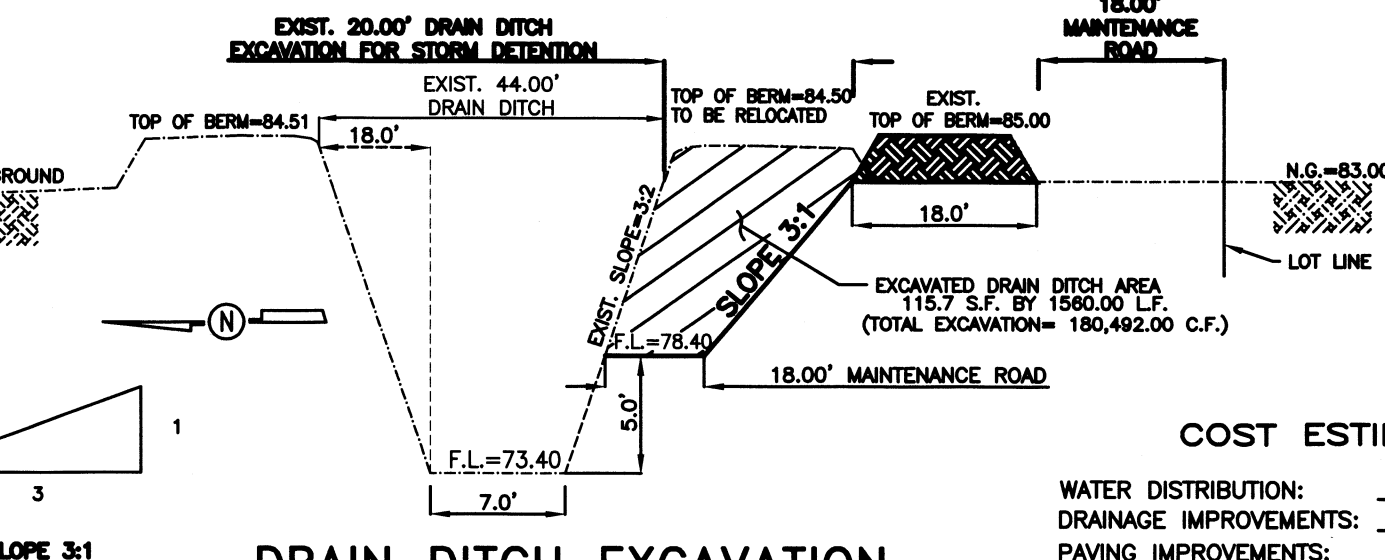 EXIST. 20.00' DRAIN DITCH
EXCAVATION FOR STORM DETENTION
18.00'
MAINTENANCE
ROAD
EXIST. 44.00'
DRAIN DITCH
TOP OF BERM=84.51
18.0'
TOP OF BERM=84.50
TO BE RELOCATED
EXIST.
TOP OF BERM=85.00
N.G.=83.00
18.0'
LOT LINE
EXIST. SLOPE=3:2
SLOPE 3:1
EXCAVATED DRAIN DITCH AREA
115.7 S.F. BY 1560.00 L.F.
(TOTAL EXCAVATION= 180,492.00 C.F.)
N
F.L.=78.40
18.00' MAINTENANCE ROAD
5.0'
F.L.=73.40
7.0'
1
3
COST
WATER DISTRIBUTION:
DRAINAGE IMPROVEMENTS:
PAVING IMPROVEMENTS:
3:1
DRAIN DITCH EXCAVATION